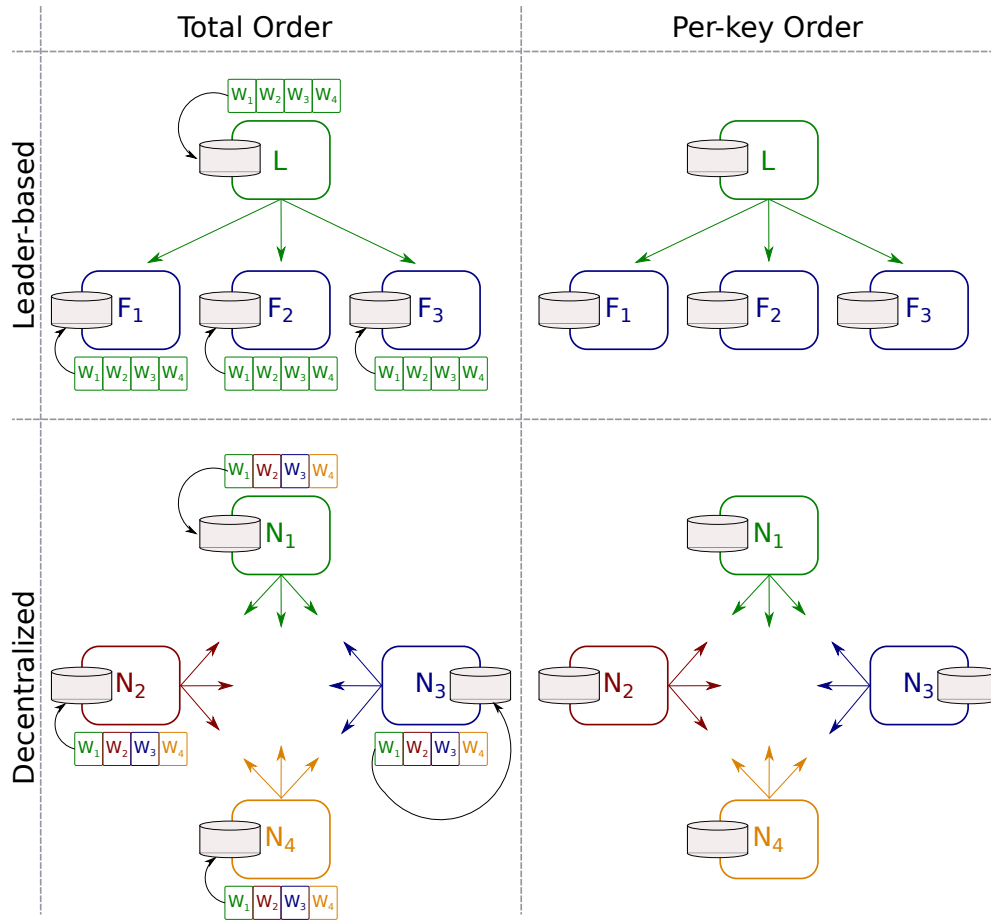 Total Order
Per-key Order
Leader-based
W₁ W₂ W₃ W₄
L
L
F₁
F₂
F₃
F₁
F₂
F₃
W₁ W₂ W₃ W₄
W₁ W₂ W₃ W₄
W₁ W₂ W₃ W₄
Decentralized
W₁ W₂ W₃ W₄
N₁
N₁
N₂
N₃
N₂
N₃
W₁ W₂ W₃ W₄
W₁ W₂ W₃ W₄
N₄
N₄
W₁ W₂ W₃ W₄